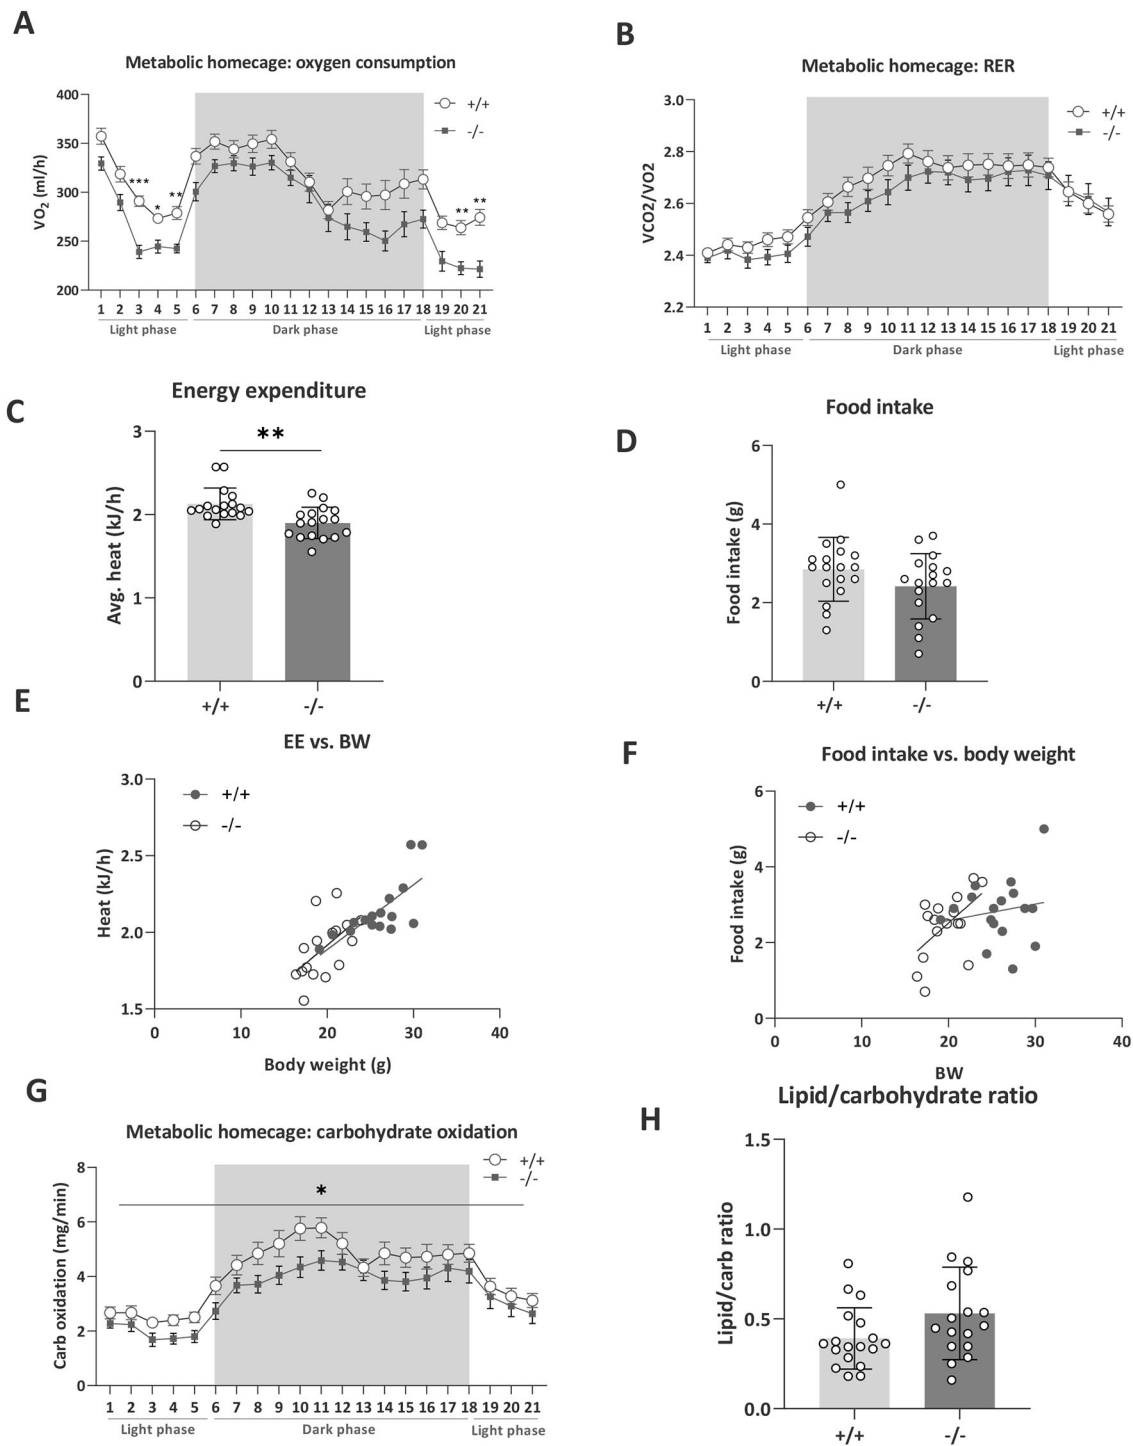 A
Metabolic homecage: oxygen consumption
400
350
300
250
200
VO2 (ml/h)
+/+
-/-
***
*
**
**
**
1 2 3 4 5 6 7 8 9 10 11 12 13 14 15 16 17 18 19 20 21
Light phase Dark phase Light phase
B
Metabolic homecage: RER
3.0
2.8
2.6
2.4
2.2
VCO2/VO2
+/+
-/-
1 2 3 4 5 6 7 8 9 10 11 12 13 14 15 16 17 18 19 20 21
Light phase Dark phase Light phase
C
Energy expenditure
3
2
1
0
Avg. heat (kJ/h)
**
+/+ -/-
D
Food intake
6
4
2
0
Food intake (g)
+/+ -/-
E
EE vs. BW
3.0
2.5
2.0
1.5
Heat (kJ/h)
+/+
-/-
0 10 20 30 40
Body weight (g)
F
Food intake vs. body weight
6
4
2
0
Food intake (g)
+/+
-/-
0 10 20 30 40
BW
G
Metabolic homecage: carbohydrate oxidation
8
6
4
2
0
Carb oxidation (mg/min)
+/+
-/-
*
1 2 3 4 5 6 7 8 9 10 11 12 13 14 15 16 17 18 19 20 21
Light phase Dark phase Light phase
H
Lipid/carbohydrate ratio
1.5
1.0
0.5
0.0
Lipid/carb ratio
+/+ -/-